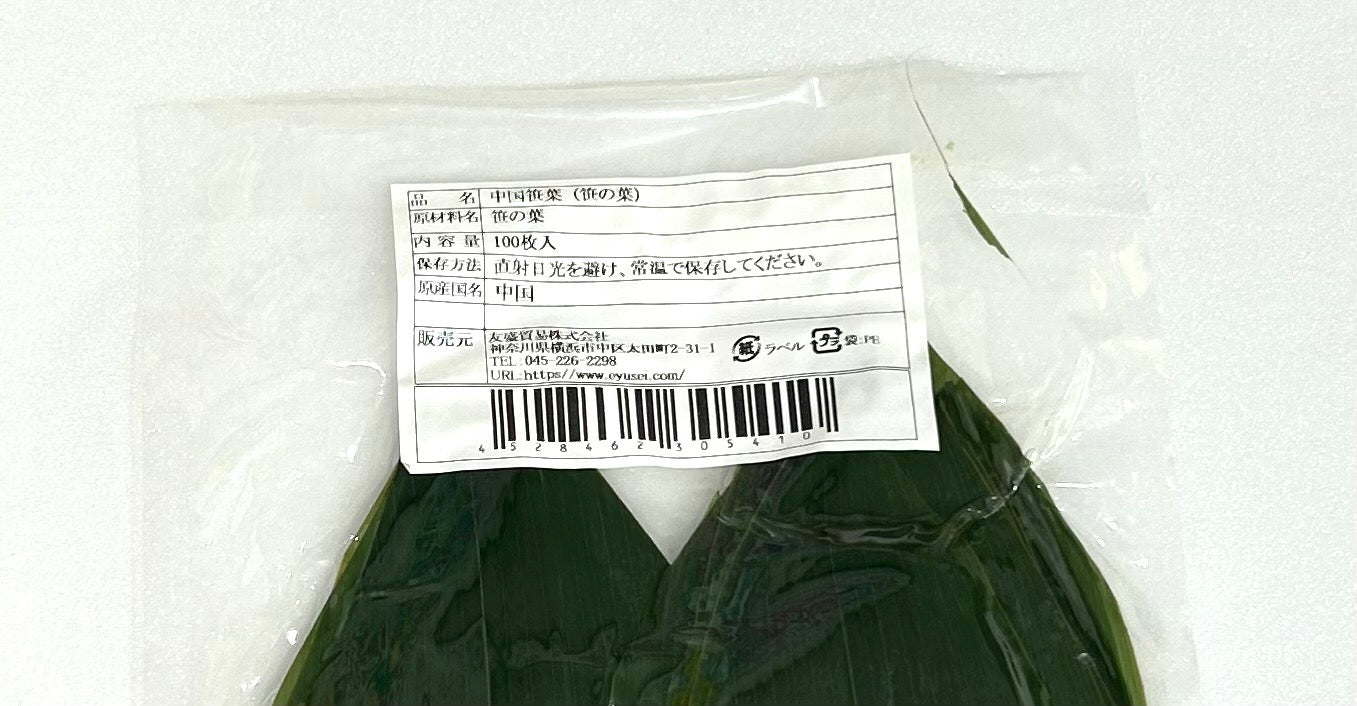 品 名 中国笹葉（笹の葉）
原材料名 笹の葉
内容量 100枚入
保存方法 直射日光を避け、常温で保存してください。
原産国名 中国
販売元 友盛貿易株式会社
神奈川県横浜市中区太田町2-31-1
TEL:045-226-2298
URL:https//www.oyusei.com/
紙 ラベル プラ 袋:PE
4528462305410